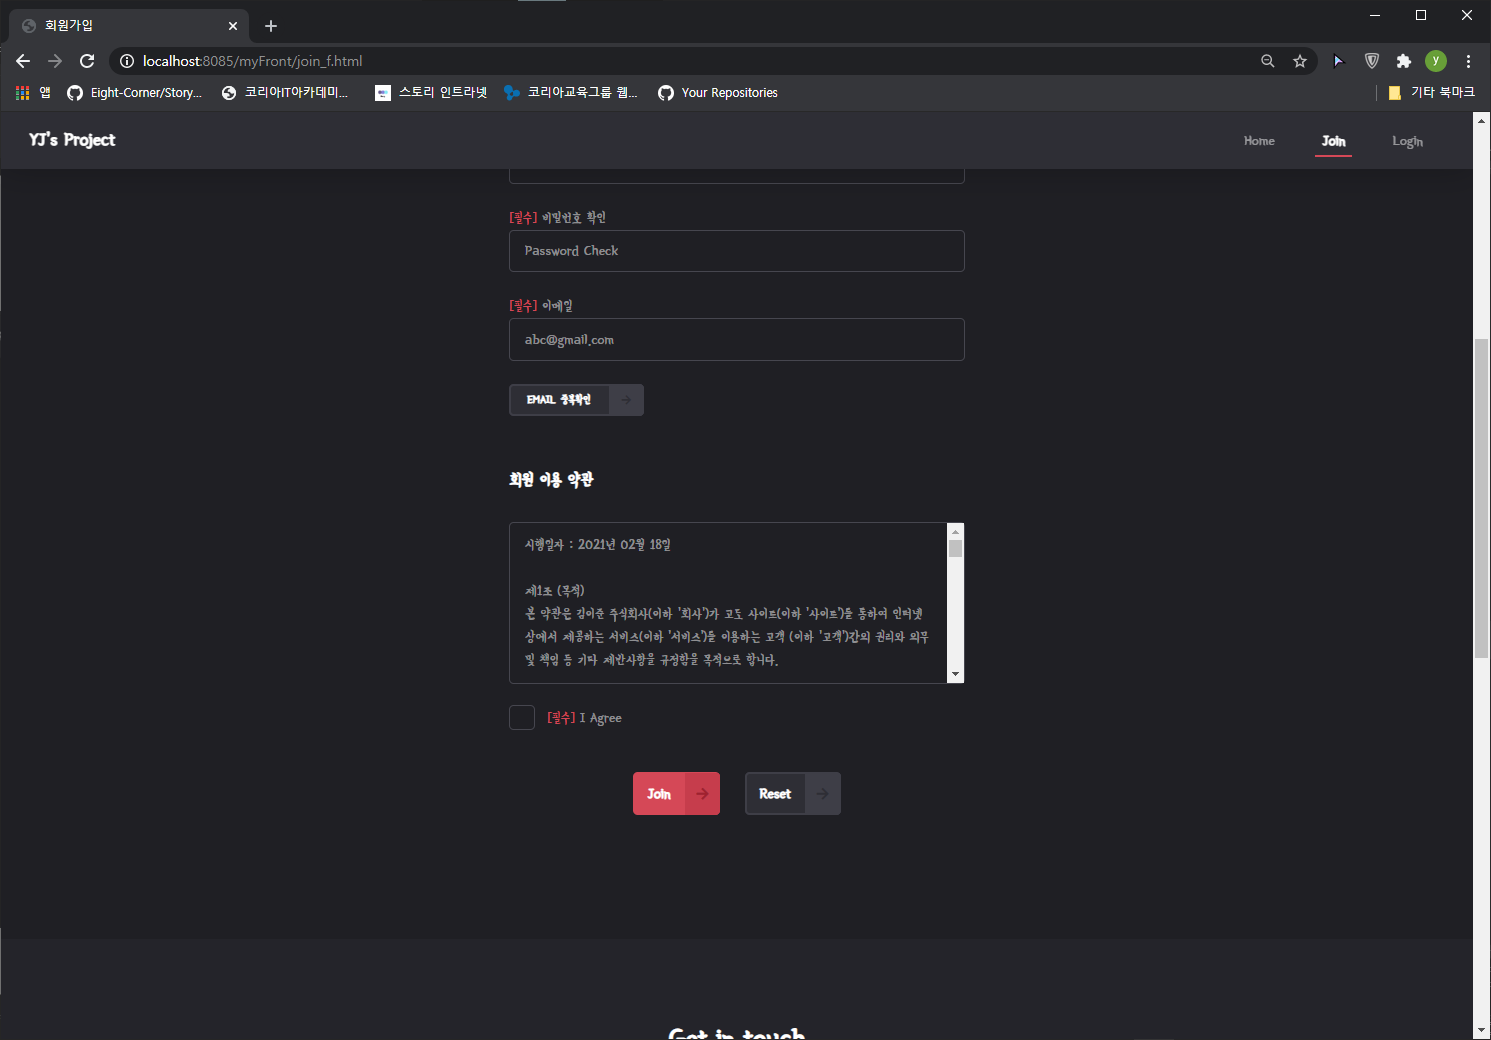 회원가입
localhost:8085/myFront/join_f.html
y
앱
Eight-Corner/Story...
코리아IT아카데미...
스토리 인트라넷
코리아교육그룹 웹...
Your Repositories
기타 북마크
YJ's Project
Home
Join
Login
[필수] 비밀번호 확인
Password Check
[필수] 이메일
abc@gmail.com
EMAIL 중복확인
회원 이용 약관
시행일자 : 2021년 02월 18일
제1조 (목적)
본 약관은 김이준 주식회사(이하 '회사')가 고도 사이트(이하 '사이트')를 통하여 인터넷
상에서 제공하는 서비스(이하 '서비스')를 이용하는 고객 (이하 '고객')간의 권리와 의무
및 책임 등 기타 제반사항을 규정함을 목적으로 합니다.
[필수] I Agree
Join
Reset
Get in touch